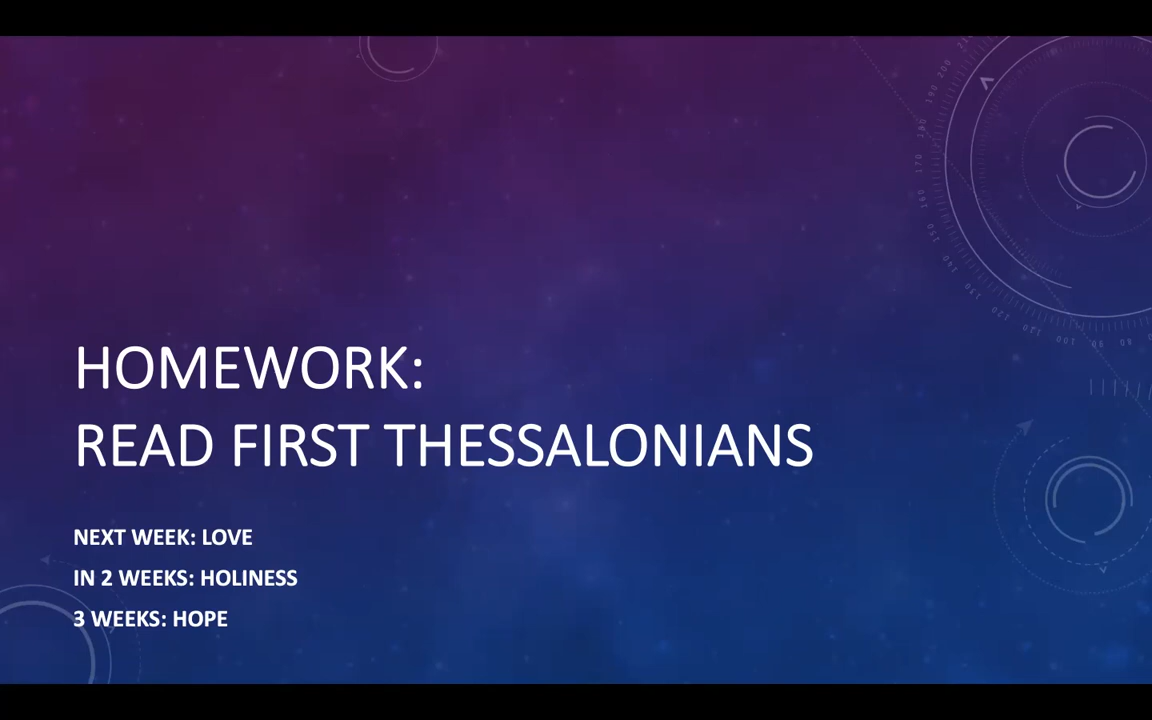 HOMEWORK:
READ FIRST THESSALONIANS
NEXT WEEK: LOVE
IN 2 WEEKS: HOLINESS
3 WEEKS: HOPE